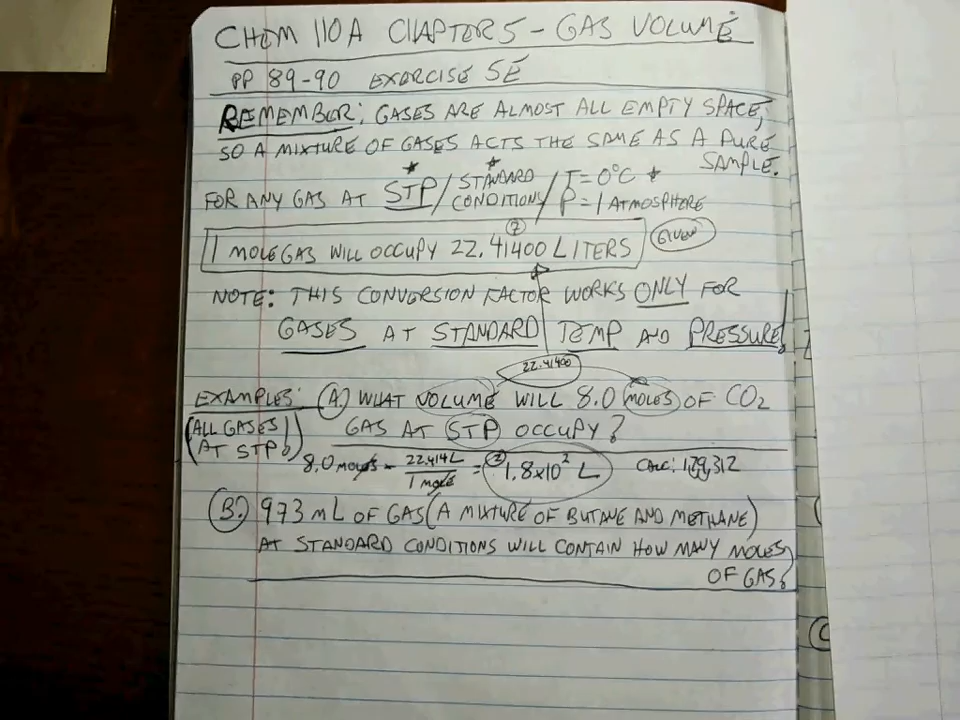 CHEM 110A CHAPTER 5 - GAS VOLUME
PP 89-90 EXERCISE 5E
REMEMBER: GASES ARE ALMOST ALL EMPTY SPACE,
SO A MIXTURE OF GASES ACTS THE SAME AS A PURE
SAMPLE.
FOR ANY GAS AT STP / STANDARD CONDITIONS / T = 0°C *
P = 1 ATMOSPHERE
1 MOLE GAS WILL OCCUPY 22.41400 LITERS GIVEN
NOTE: THIS CONVERSION FACTOR WORKS ONLY FOR
GASES AT STANDARD TEMP AND PRESSURE!
22.41400
EXAMPLES: A. WHAT VOLUME WILL 8.0 MOLES OF CO2
(ALL GASES AT STP!) GAS AT STP OCCUPY?
8.0 moles - 22.414 L / 1 mole = 1.8x10² L CALC: 179.312
B. 973 mL OF GAS (A MIXTURE OF BUTANE AND METHANE)
AT STANDARD CONDITIONS WILL CONTAIN HOW MANY MOLES
OF GAS?